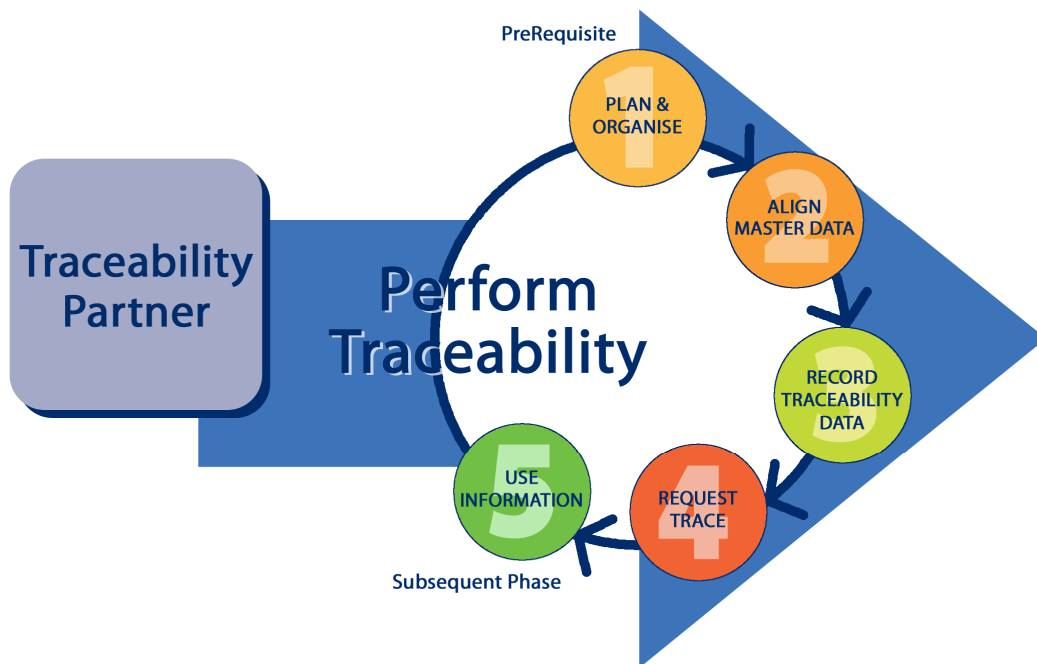 PreRequisite
1
PLAN &
ORGANISE
2
ALIGN
MASTER DATA
Traceability
Partner
Perform
Traceability
3
RECORD
TRACEABILITY
DATA
4
REQUEST
TRACE
5
USE
INFORMATION
Subsequent Phase